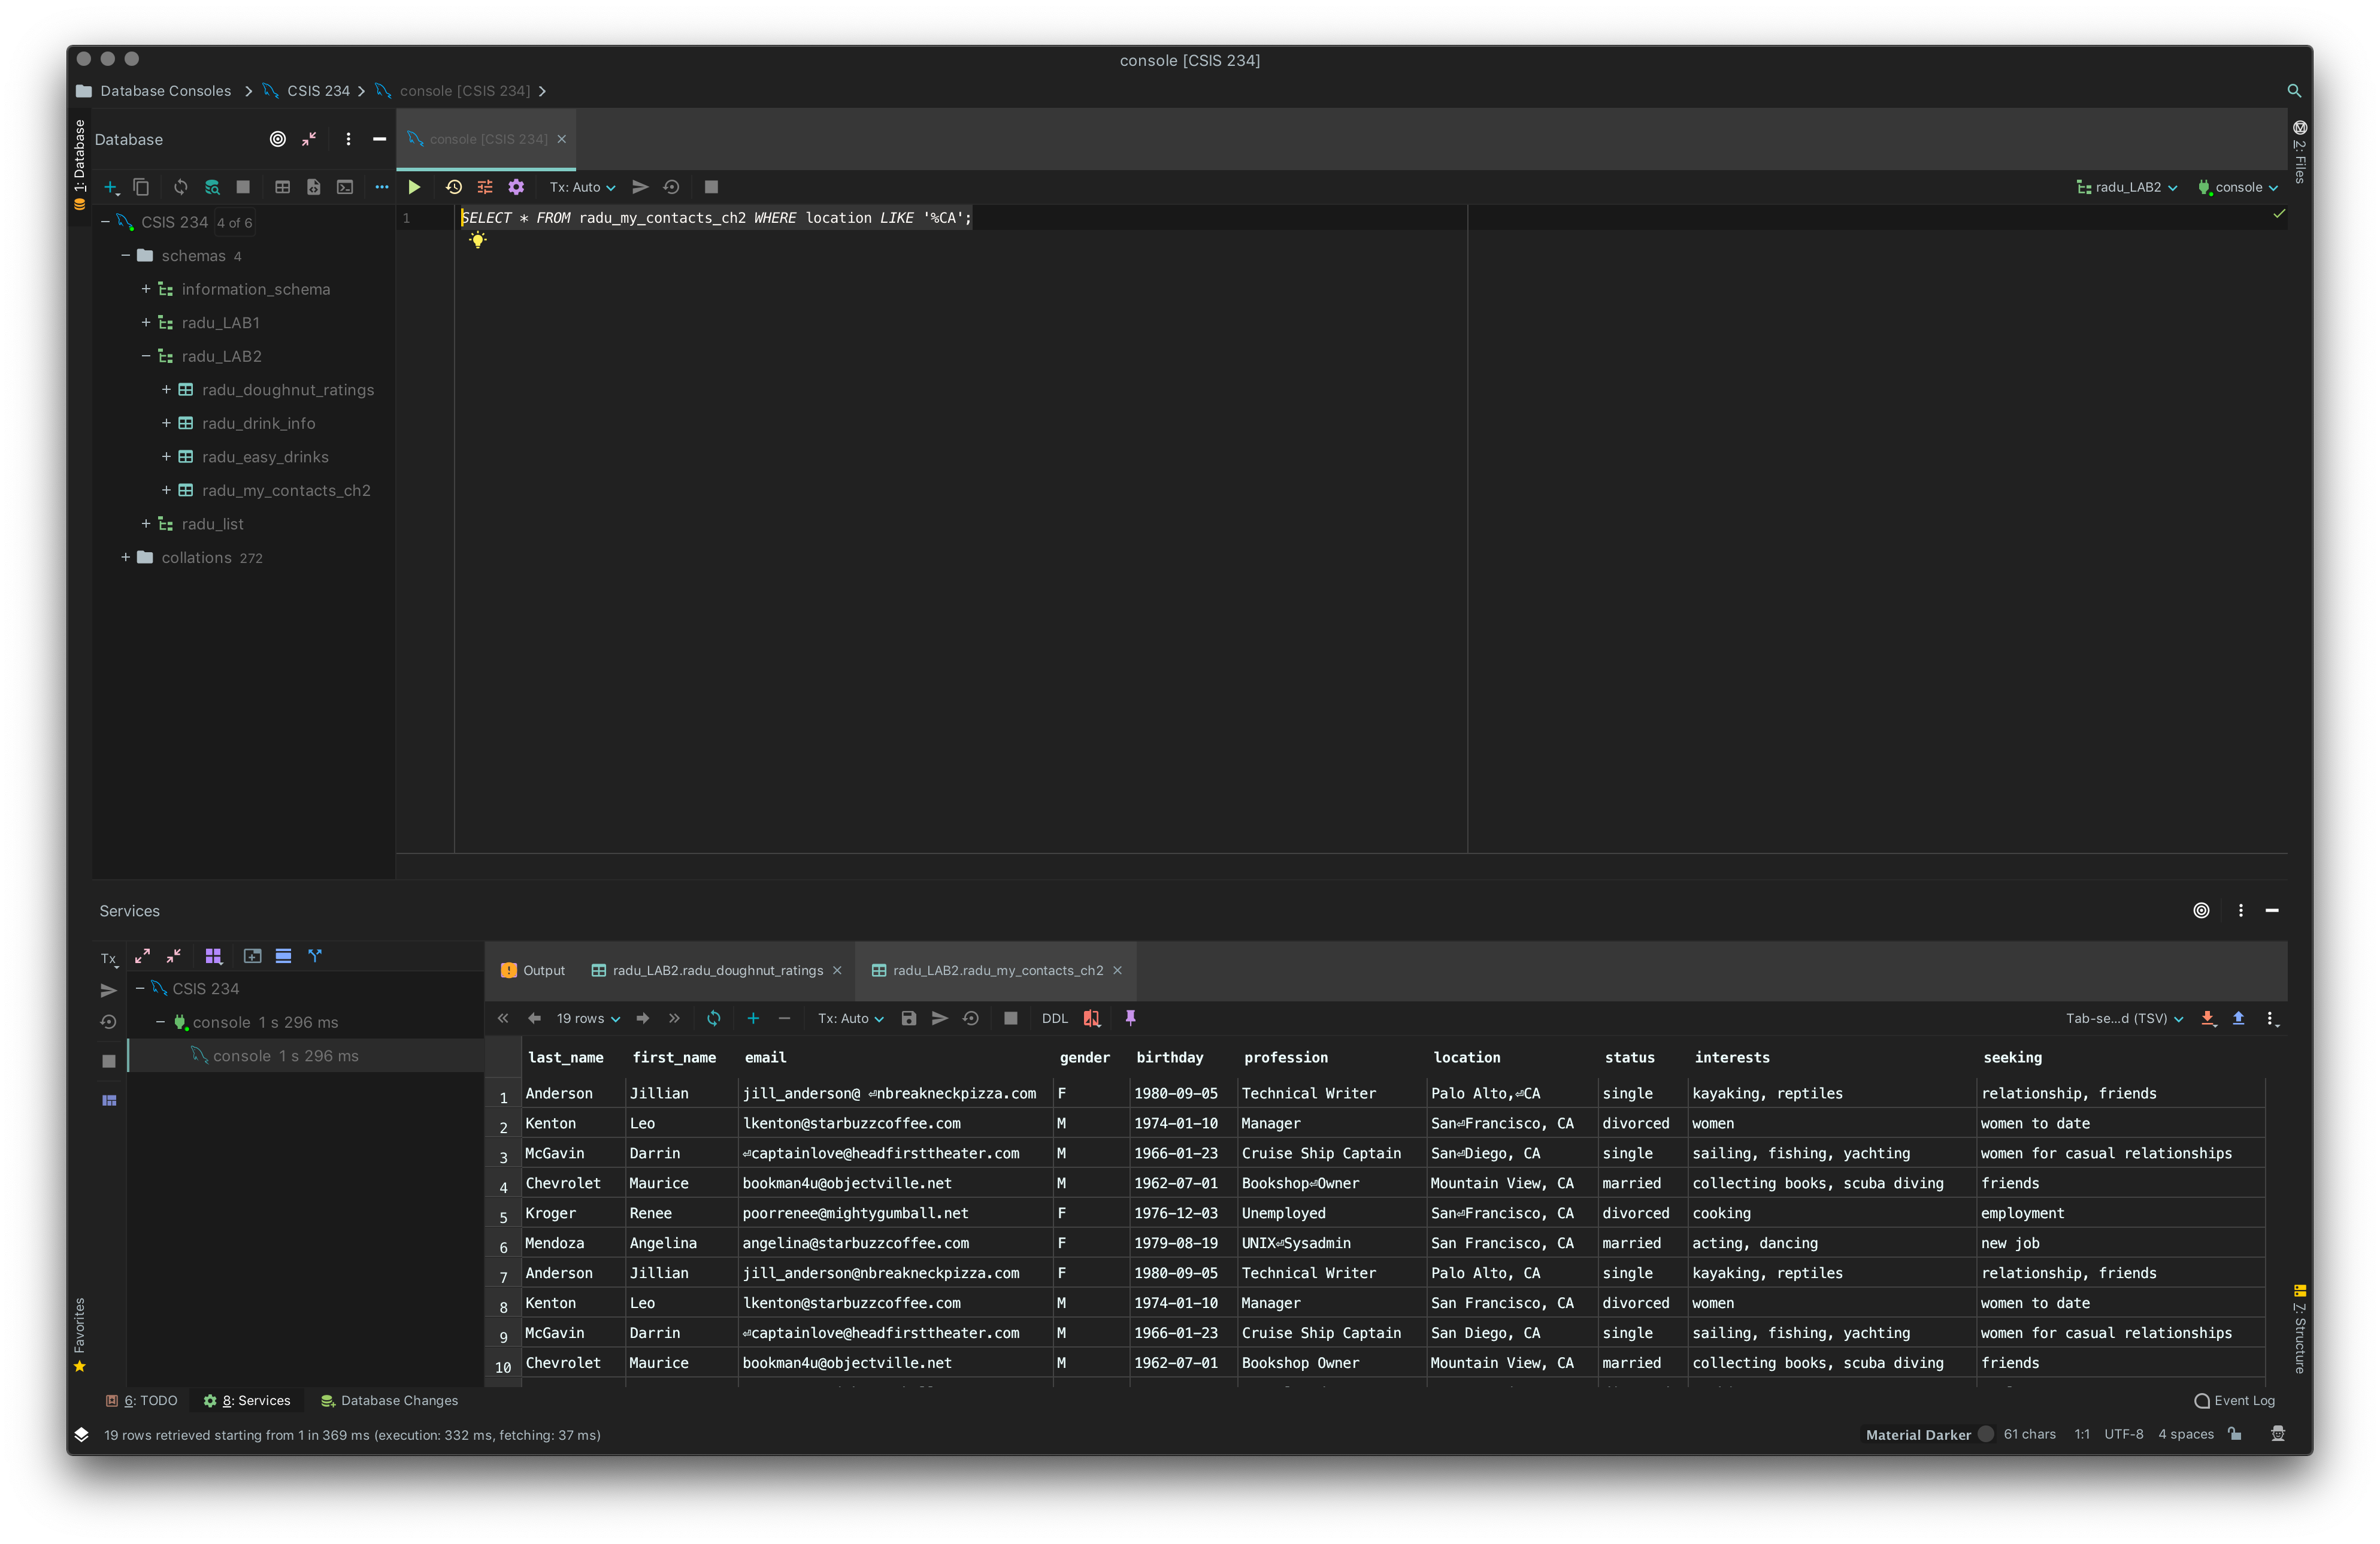 console [CSIS 234]
Database Consoles CSIS 234 console [CSIS 234]
1: Database
Database
console [CSIS 234]
2: Files
Tx: Auto
radu_LAB2 console
CSIS 234 4 of 6
schemas 4
information_schema
radu_LAB1
radu_LAB2
radu_doughnut_ratings
radu_drink_info
radu_easy_drinks
radu_my_contacts_ch2
radu_list
collations 272
1 SELECT * FROM radu_my_contacts_ch2 WHERE location LIKE '%CA';
Services
Tx
CSIS 234
console 1 s 296 ms
console 1 s 296 ms
Output radu_LAB2.radu_doughnut_ratings radu_LAB2.radu_my_contacts_ch2
19 rows Tx: Auto DDL Tab-se...d (TSV)
last_name first_name email gender birthday profession location status interests seeking
1 Anderson Jillian jill_anderson@ ⏎nbreakneckpizza.com F 1980-09-05 Technical Writer Palo Alto,⏎CA single kayaking, reptiles relationship, friends
2 Kenton Leo lkenton@starbuzzcoffee.com M 1974-01-10 Manager San⏎Francisco, CA divorced women women to date
3 McGavin Darrin ⏎captainlove@headfirsttheater.com M 1966-01-23 Cruise Ship Captain San⏎Diego, CA single sailing, fishing, yachting women for casual relationships
4 Chevrolet Maurice bookman4u@objectville.net M 1962-07-01 Bookshop⏎Owner Mountain View, CA married collecting books, scuba diving friends
5 Kroger Renee poorrenee@mightygumball.net F 1976-12-03 Unemployed San⏎Francisco, CA divorced cooking employment
6 Mendoza Angelina angelina@starbuzzcoffee.com F 1979-08-19 UNIX⏎Sysadmin San Francisco, CA married acting, dancing new job
7 Anderson Jillian jill_anderson@nbreakneckpizza.com F 1980-09-05 Technical Writer Palo Alto, CA single kayaking, reptiles relationship, friends
8 Kenton Leo lkenton@starbuzzcoffee.com M 1974-01-10 Manager San Francisco, CA divorced women women to date
9 McGavin Darrin ⏎captainlove@headfirsttheater.com M 1966-01-23 Cruise Ship Captain San Diego, CA single sailing, fishing, yachting women for casual relationships
10 Chevrolet Maurice bookman4u@objectville.net M 1962-07-01 Bookshop Owner Mountain View, CA married collecting books, scuba diving friends
Favorites
7: Structure
6: TODO 8: Services Database Changes Event Log
19 rows retrieved starting from 1 in 369 ms (execution: 332 ms, fetching: 37 ms) Material Darker 61 chars 1:1 UTF-8 4 spaces